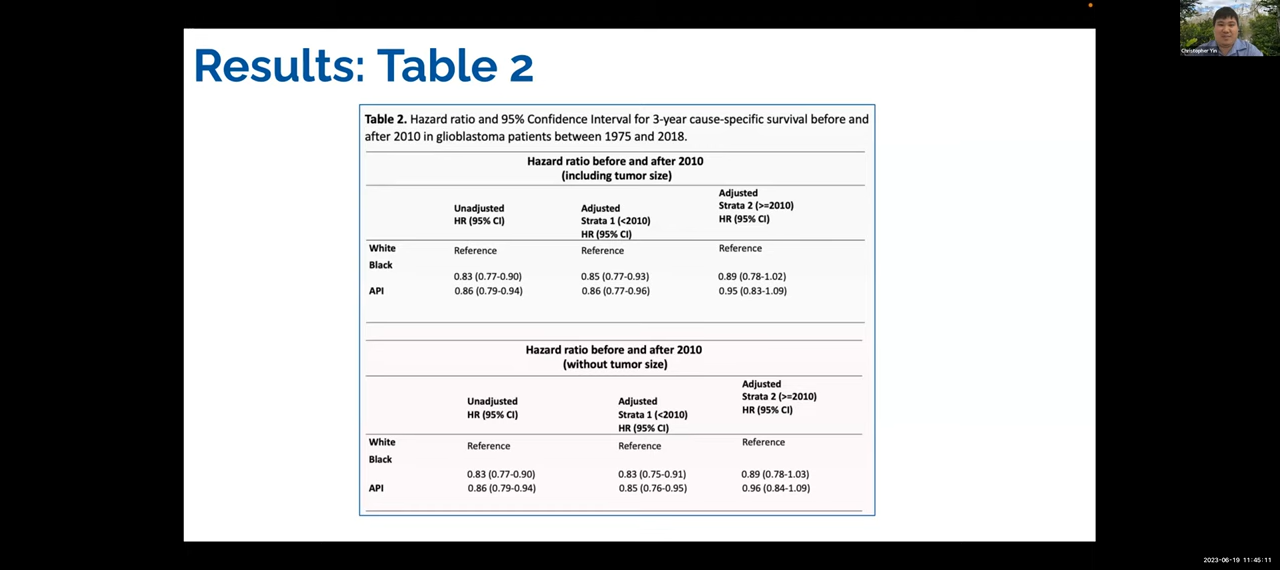 Christopher Yin
Results: Table 2
Table 2. Hazard ratio and 95% Confidence Interval for 3-year cause-specific survival before and
after 2010 in glioblastoma patients between 1975 and 2018.
Hazard ratio before and after 2010
(including tumor size)
Unadjusted
HR (95% CI)
Adjusted
Strata 1 (<2010)
HR (95% CI)
Adjusted
Strata 2 (>=2010)
HR (95% CI)
White Reference Reference Reference
Black
0.83 (0.77-0.90) 0.85 (0.77-0.93) 0.89 (0.78-1.02)
API 0.86 (0.79-0.94) 0.86 (0.77-0.96) 0.95 (0.83-1.09)
Hazard ratio before and after 2010
(without tumor size)
Unadjusted
HR (95% CI)
Adjusted
Strata 1 (<2010)
HR (95% CI)
Adjusted
Strata 2 (>=2010)
HR (95% CI)
White Reference Reference Reference
Black
0.83 (0.77-0.90) 0.83 (0.75-0.91) 0.89 (0.78-1.03)
API 0.86 (0.79-0.94) 0.85 (0.76-0.95) 0.96 (0.84-1.09)
2023-06-19 11:45:11